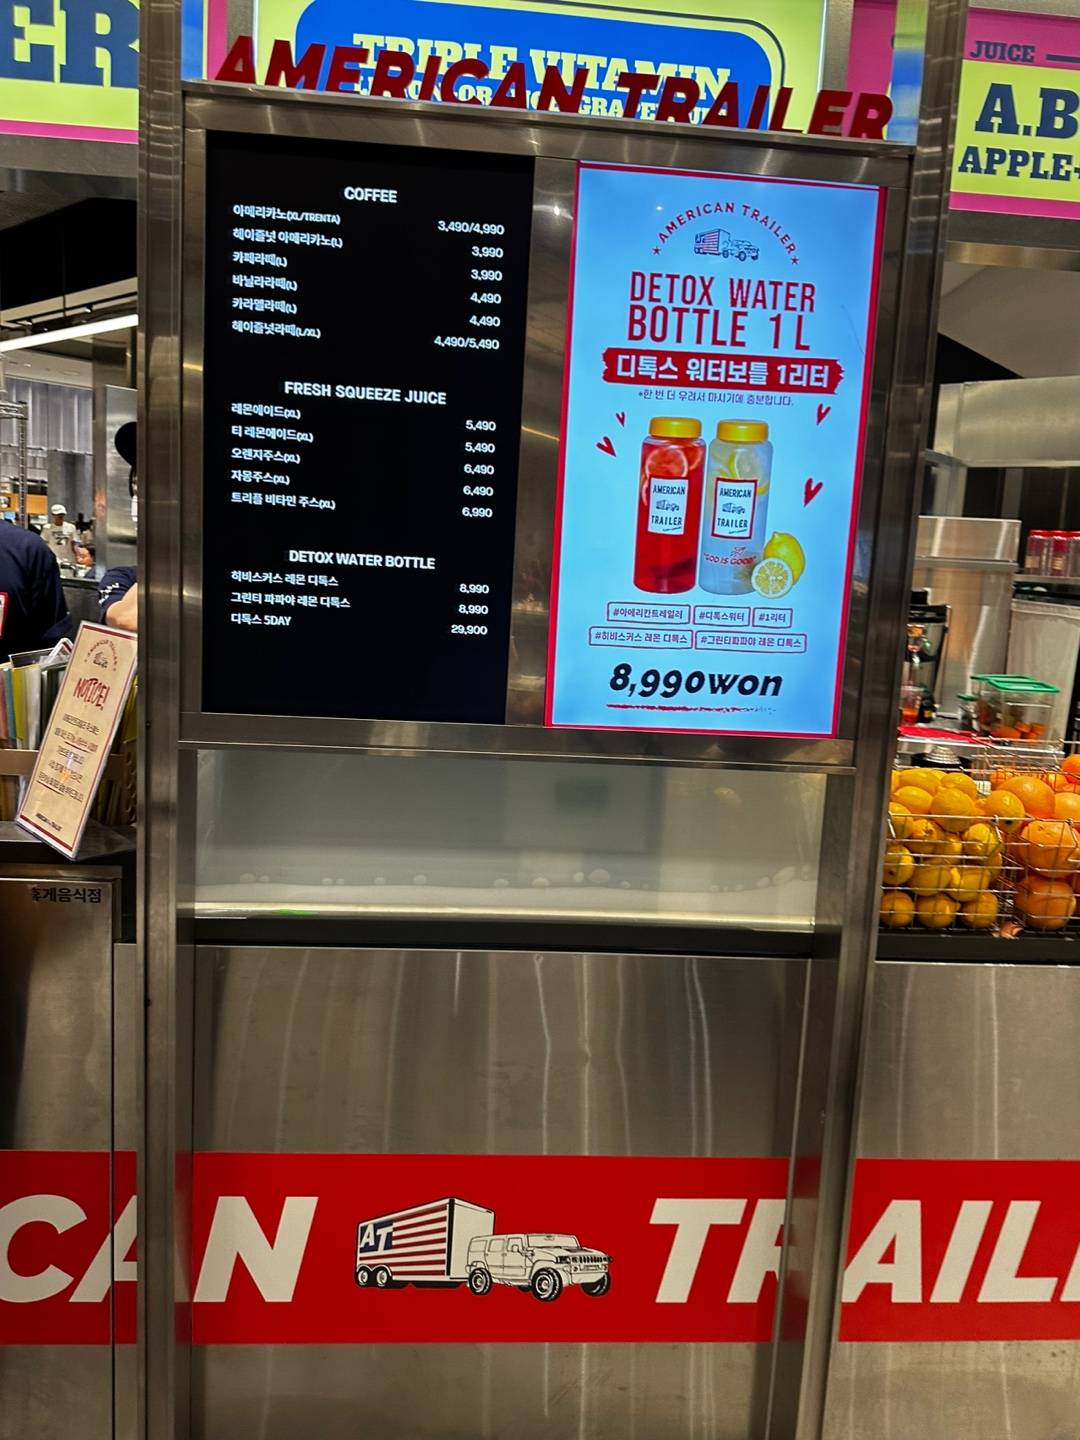 ER
TRIPLE VITAMIN
AMERICAN TRAILER
JUICE
A.B
APPLE+
COFFEE
아메리카노(XL/TRENTA) 3,490/4,990
헤이즐넛 아메리카노(L) 3,990
카페라떼(L) 3,990
바닐라라떼(L) 4,490
카라멜라떼(L) 4,490
헤이즐넛라떼(L/XL) 4,490/5,490
FRESH SQUEEZE JUICE
레몬에이드(XL) 5,490
티 레몬에이드(XL) 5,490
오렌지주스(XL) 6,490
자몽주스(XL) 6,490
트리플 비타민 주스(XL) 6,990
DETOX WATER BOTTLE
히비스커스 레몬 디톡스 8,990
그린티 파파야 레몬 디톡스 8,990
디톡스 5DAY 29,900
AMERICAN TRAILER
AT
DETOX WATER
BOTTLE 1L
디톡스 워터보틀 1리터
*한 번 더 우려서 마시기에 충분합니다.
AMERICAN
TRAILER
AMERICAN
TRAILER
"GOD IS GOOD"
#아메리칸트레일러 #디톡스워터 #1리터
#히비스커스 레몬 디톡스 #그린티파파야 레몬 디톡스
8,990won
NOTICE!
휴게음식점
CAN
AT
TRAIL